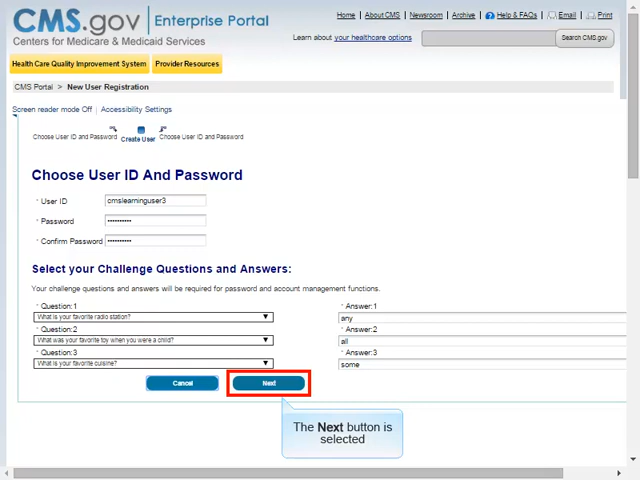 CMS.gov Enterprise Portal
Centers for Medicare & Medicaid Services
Home | About CMS | Newsroom | Archive | Help & FAQs | Email | Print
Learn about your healthcare options
Search CMS.gov
Health Care Quality Improvement System Provider Resources
CMS Portal > New User Registration
Screen reader mode Off | Accessibility Settings
Choose User ID and Password Create User Choose User ID and Password
Choose User ID And Password
* User ID cmslearninguser3
* Password ••••••••••
* Confirm Password ••••••••••
Select your Challenge Questions and Answers:
Your challenge questions and answers will be required for password and account management functions.
* Question:1 * Answer:1
What is your favorite radio station? any
* Question:2 * Answer:2
What was your favorite toy when you were a child? all
* Question:3 * Answer:3
What is your favorite cuisine? some
Cancel Next
The Next button is
selected